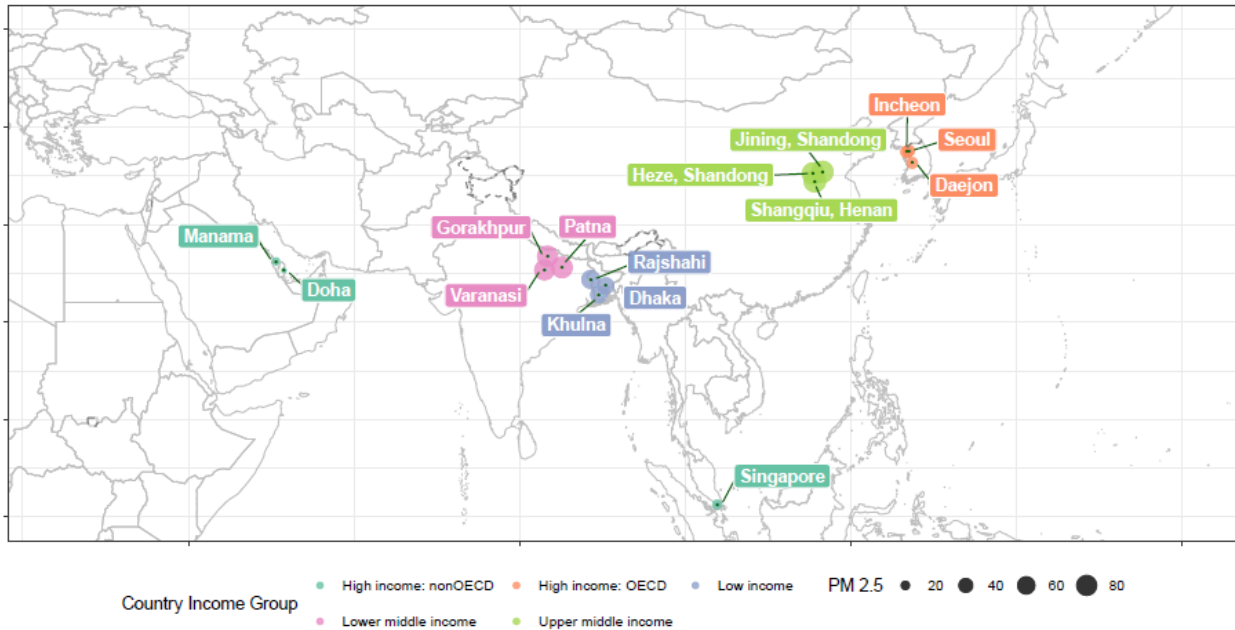 Incheon
Jining, Shandong
Seoul
Heze, Shandong
Daejon
Shangqiu, Henan
Gorakhpur
Patna
Manama
Rajshahi
Doha
Varanasi
Dhaka
Khulna
Singapore
Country Income Group
High income: nonOECD
High income: OECD
Low income
Lower middle income
Upper middle income
PM 2.5
20
40
60
80